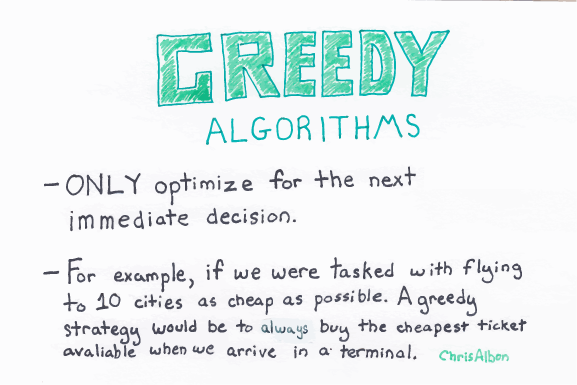 GREEDY
ALGORITHMS
- ONLY optimize for the next
immediate decision.
- For example, if we were tasked with flying
to 10 cities as cheap as possible. A greedy
strategy would be to always buy the cheapest ticket
avaliable when we arrive in a terminal. ChrisAlbon